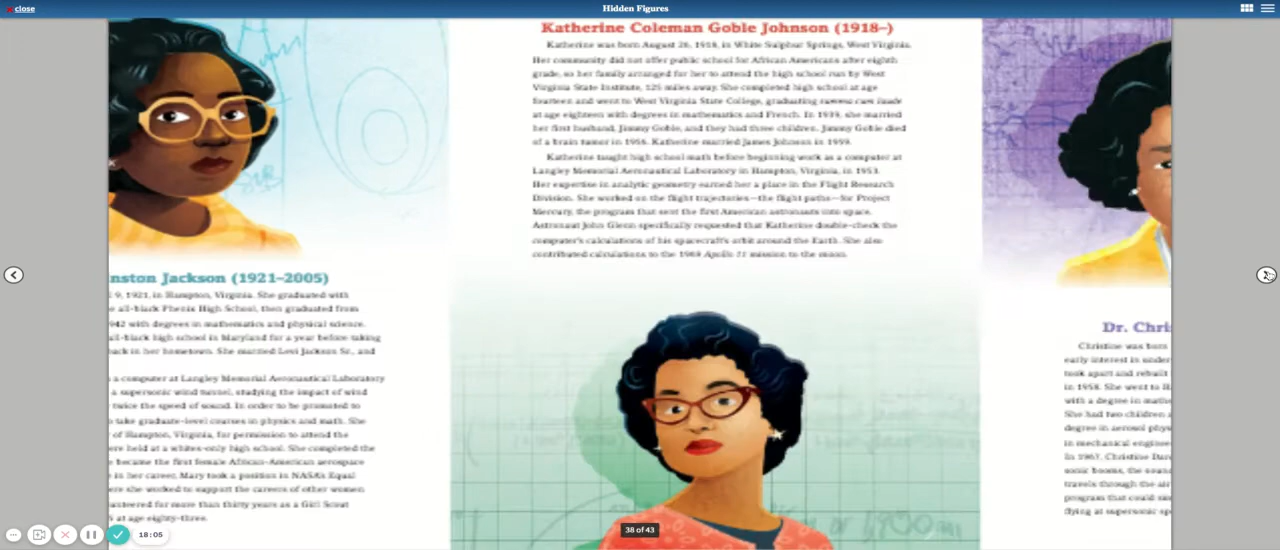 close
Hidden Figures
Katherine Coleman Goble Johnson (1918–)
Katherine was born August 26, 1918, in White Sulphur Springs, West Virginia.
Her community did not offer public school for African Americans after eighth
grade, so her family arranged for her to attend the high school run by West
Virginia State Institute, 125 miles away. She completed high school at age
fourteen and went to West Virginia State College, graduating summa cum laude
at age eighteen with degrees in mathematics and French. In 1939, she married
her first husband, Jimmy Goble, and they had three children. Jimmy Goble died
of a brain tumor in 1956. Katherine married James Johnson in 1959.
Katherine taught high school math before beginning work as a computer at
Langley Memorial Aeronautical Laboratory in Hampton, Virginia, in 1953.
Her expertise in analytic geometry earned her a place in the Flight Research
Division. She worked on the flight trajectories—the flight paths—for Project
Mercury, the program that sent the first American astronauts into space.
Astronaut John Glenn specifically requested that Katherine double-check the
computer's calculations of his spacecraft's orbit around the Earth. She also
contributed calculations to the 1969 Apollo 11 mission to the moon.
nston Jackson (1921–2005)
9, 1921, in Hampton, Virginia. She graduated with
e all-black Phenix High School, then graduated from
942 with degrees in mathematics and physical science.
all-black high school in Maryland for a year before taking
back in her hometown. She married Levi Jackson Sr., and
a computer at Langley Memorial Aeronautical Laboratory
a supersonic wind tunnel, studying the impact of wind
twice the speed of sound. In order to be promoted to
take graduate-level courses in physics and math. She
of Hampton, Virginia, for permission to attend the
ere held at a whites-only high school. She completed the
became the first female African-American aerospace
in her career, Mary took a position in NASA's Equal
ere she worked to support the careers of other women
unteered for more than thirty years as a Girl Scout
at age eighty-three.
Dr. Chri
Christine was born
early interest in under
took apart and rebuilt
in 1958. She went to H
with a degree in mathe
She had two children a
degree in aerosol phys
in mechanical enginee
In 1967, Christine Dar
sonic booms, the soun
travels through the air
program that could sim
flying at supersonic sp
38 of 43
18:05